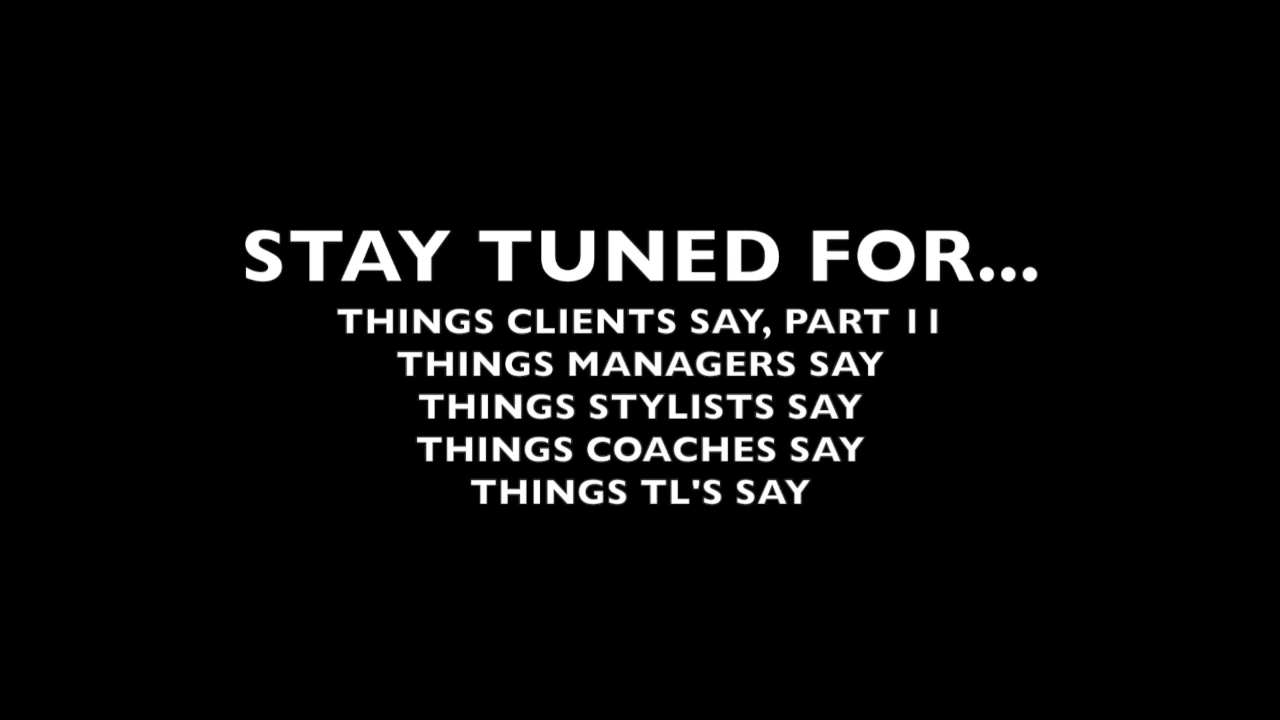 STAY TUNED FOR...
THINGS CLIENTS SAY, PART 11
THINGS MANAGERS SAY
THINGS STYLISTS SAY
THINGS COACHES SAY
THINGS TL'S SAY